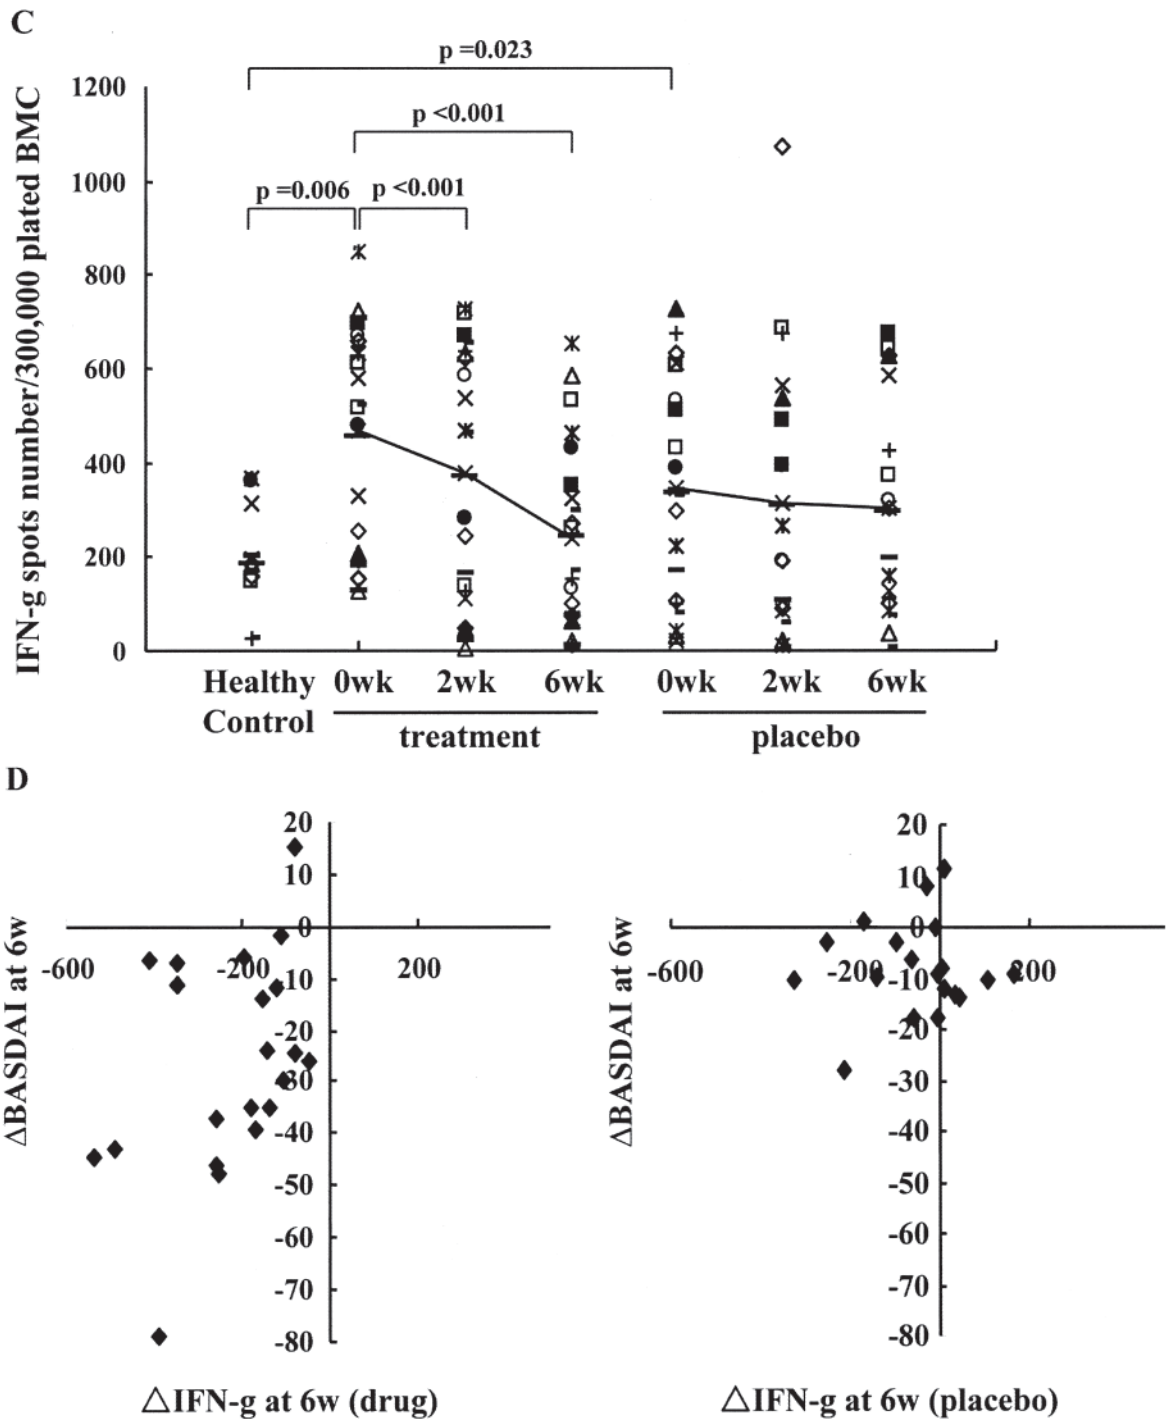 C
p =0.023
1200
p <0.001
1000
p =0.006 p <0.001
800
600
400
200
0
IFN-g spots number/300,000 plated BMC
Healthy Control
0wk 2wk 6wk 0wk 2wk 6wk
treatment placebo
D
20
10
0
-600 -200 200
-10
-20
-30
-40
-50
-60
-70
-80
ΔBASDAI at 6w
△IFN-g at 6w (drug)
20
10
0
-600 -200 200
-10
-20
-30
-40
-50
-60
-70
-80
ΔBASDAI at 6w
△IFN-g at 6w (placebo)